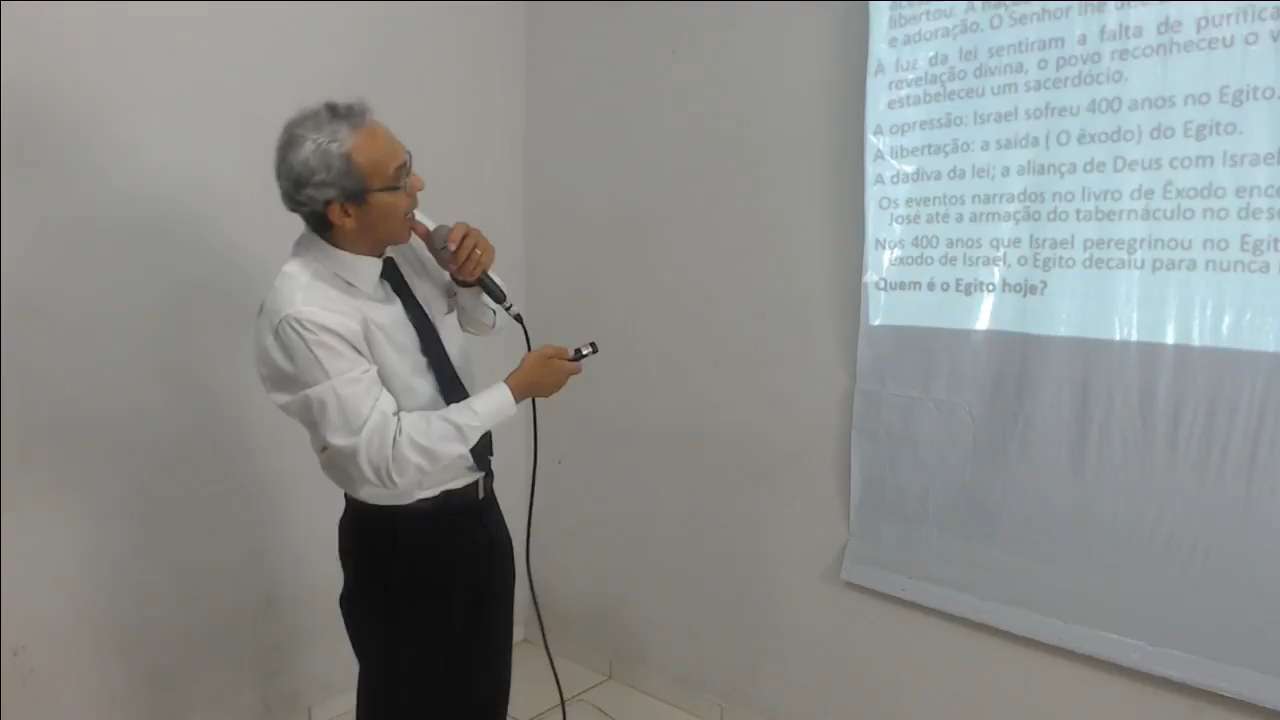 libertou. A
e adoração. O Senhor lhe
À luz da lei sentiram a falta de
revelação divina, o povo reconheceu o
estabeleceu um sacerdócio.
A opressão: Israel sofreu 400 anos no Egito.
A libertação: a saida ( O êxodo) do Egito.
A dadiva da lei; a aliança de Deus com Israel
Os eventos narrados no livro de Êxodo
José até a armação do tabernáculo no
Nos 400 anos que Israel peregrinou no
Êxodo de Israel, o Egito decaiu para nunca
Quem é o Egito hoje?